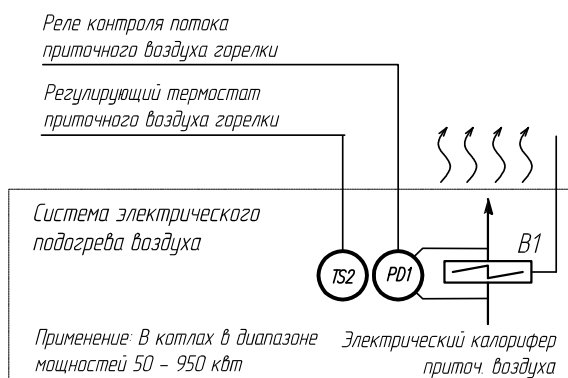 Реле контроля потока
приточного воздуха горелки
Регулирующий термостат
приточного воздуха горелки
Система электрического
подогрева воздуха
B1
TS2
PD1
Применение: В котлах в диапазоне
мощностей 50 - 950 квт
Электрический калорифер
приточ. воздуха